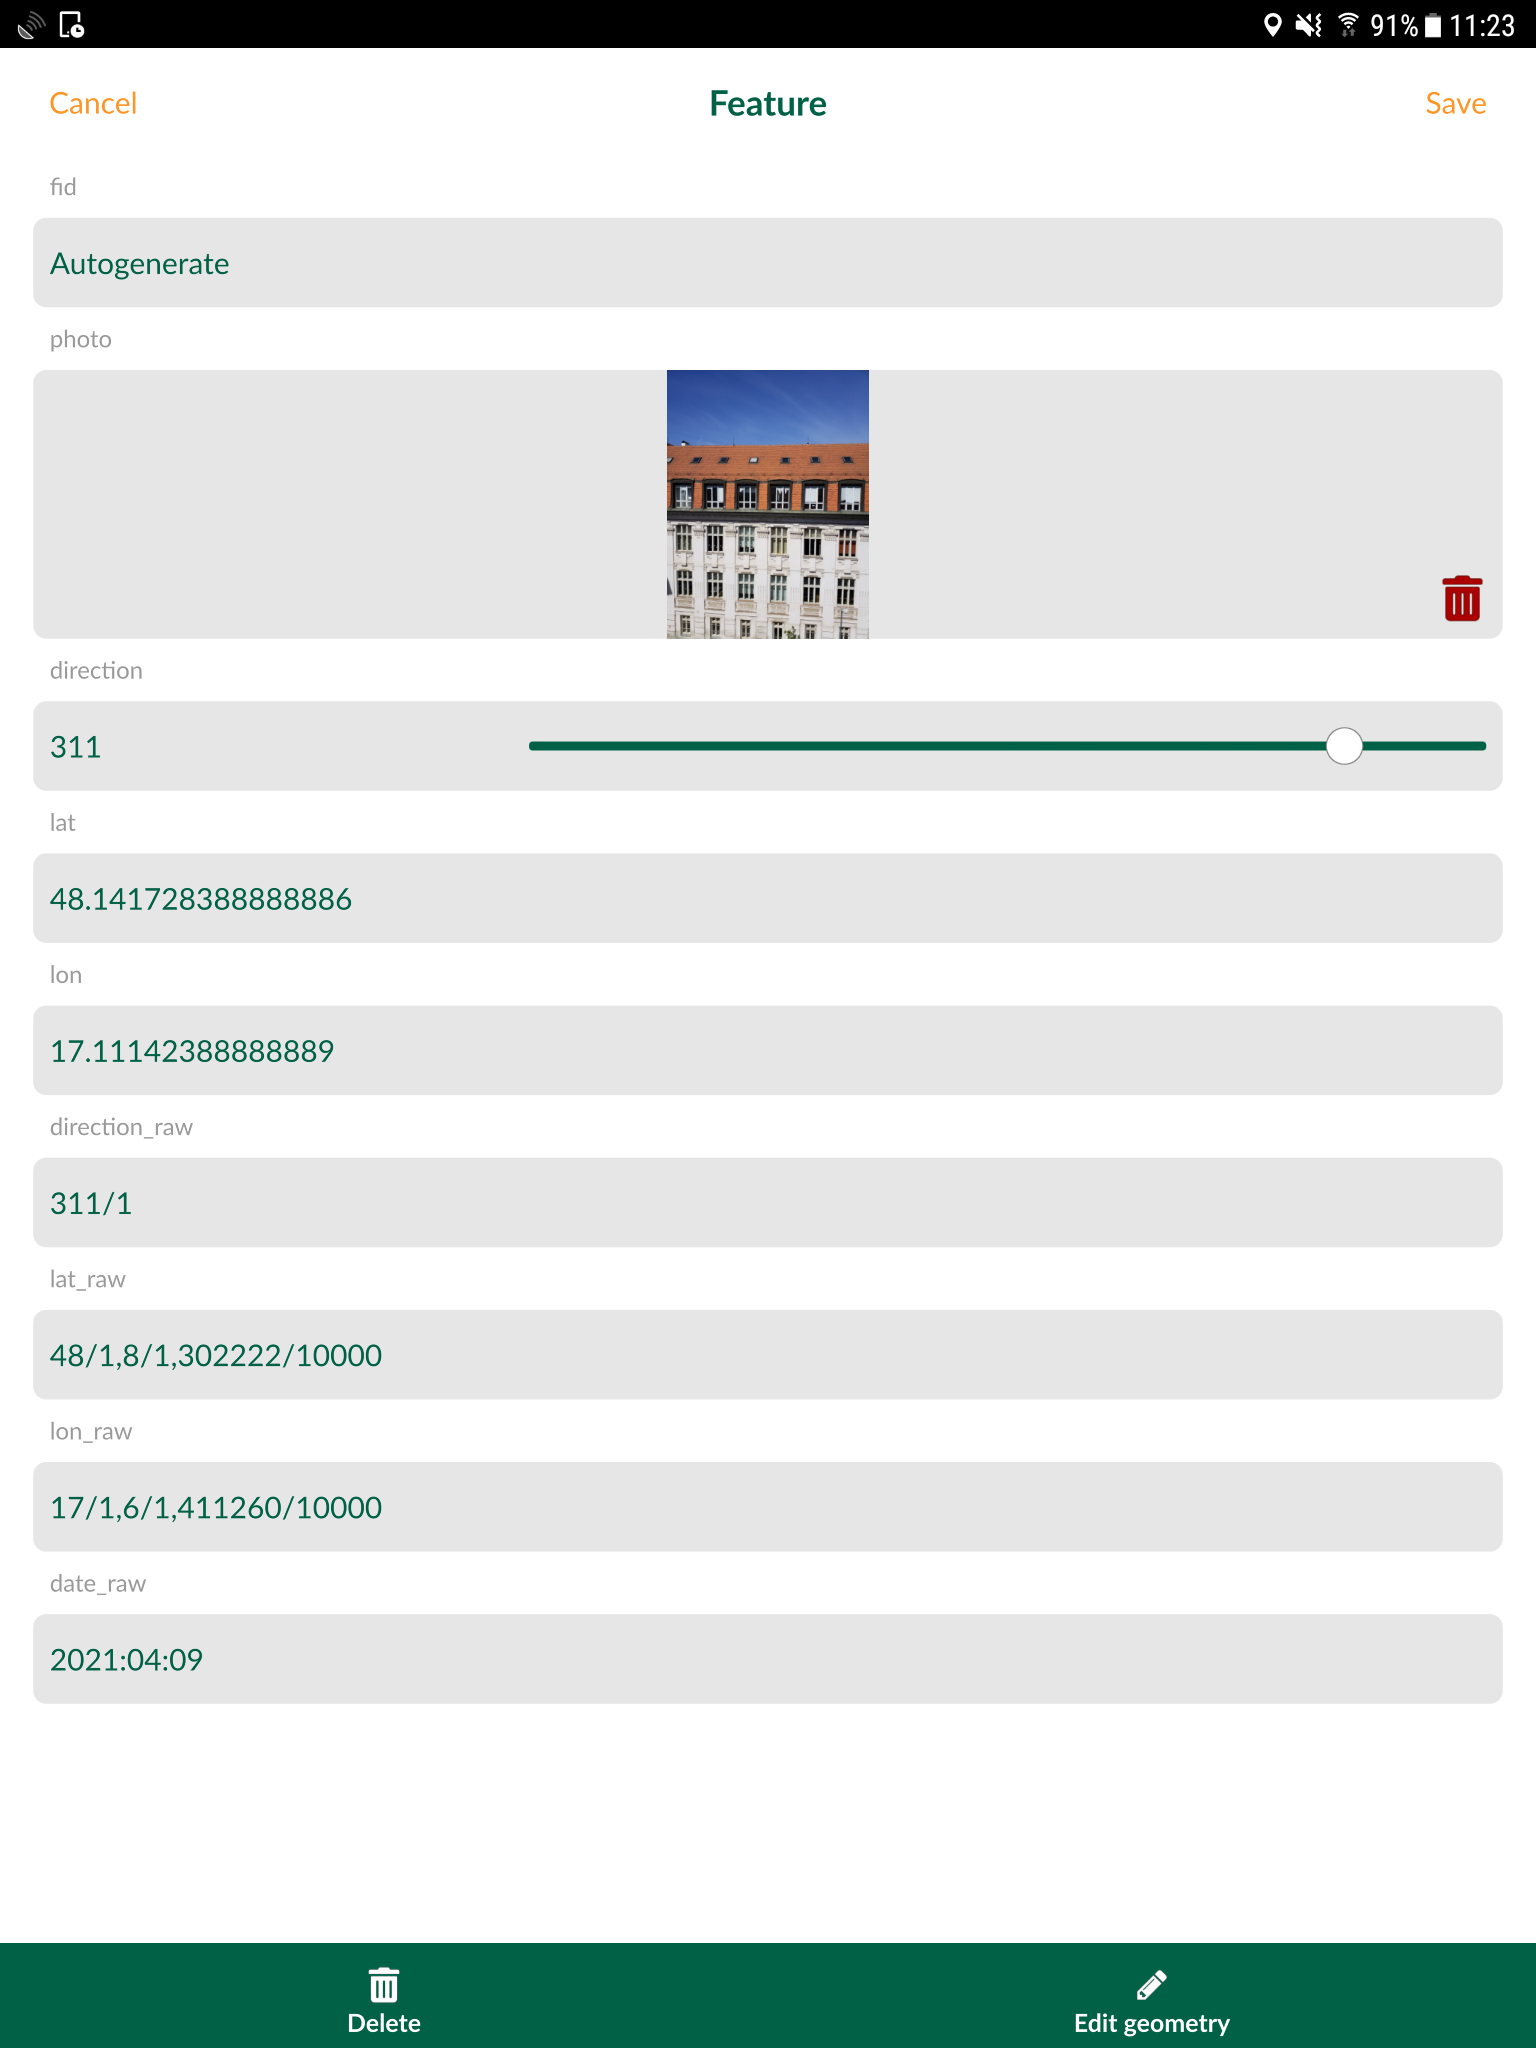 91% 11:23
Cancel Feature Save
fid
Autogenerate
photo
direction
311
lat
48.141728388888886
lon
17.11142388888889
direction_raw
311/1
lat_raw
48/1,8/1,302222/10000
lon_raw
17/1,6/1,411260/10000
date_raw
2021:04:09
Delete Edit geometry